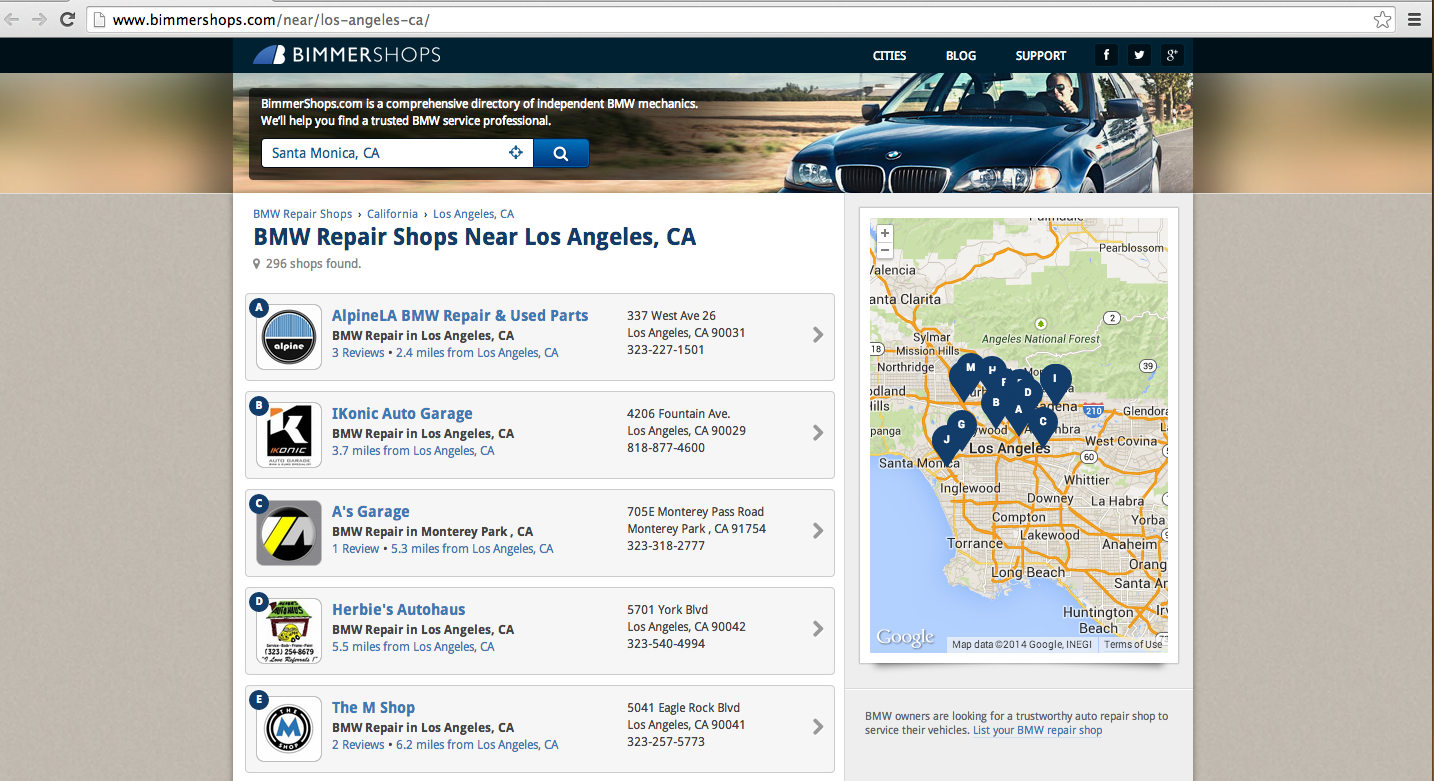 www.bimmershops.com/near/los-angeles-ca/
BIMMERSHOPS
CITIES
BLOG
SUPPORT
BimmerShops.com is a comprehensive directory of independent BMW mechanics.
We'll help you find a trusted BMW service professional.
Santa Monica, CA
BMW Repair Shops › California › Los Angeles, CA
BMW Repair Shops Near Los Angeles, CA
296 shops found.
A
alpine
AlpineLA BMW Repair & Used Parts
BMW Repair in Los Angeles, CA
3 Reviews • 2.4 miles from Los Angeles, CA
337 West Ave 26
Los Angeles, CA 90031
323-227-1501
B
IKONIC
AUTO GARAGE
IKonic Auto Garage
BMW Repair in Los Angeles, CA
3.7 miles from Los Angeles, CA
4206 Fountain Ave.
Los Angeles, CA 90029
818-877-4600
C
A's Garage
BMW Repair in Monterey Park , CA
1 Review • 5.3 miles from Los Angeles, CA
705E Monterey Pass Road
Monterey Park , CA 91754
323-318-2777
D
(323) 254-8679
"I Love Referrals !"
Herbie's Autohaus
BMW Repair in Los Angeles, CA
5.5 miles from Los Angeles, CA
5701 York Blvd
Los Angeles, CA 90042
323-540-4994
E
THE
M
SHOP
The M Shop
BMW Repair in Los Angeles, CA
2 Reviews • 6.2 miles from Los Angeles, CA
5041 Eagle Rock Blvd
Los Angeles, CA 90041
323-257-5773
+
−
Palmdale
Pearblossom
Valencia
anta Clarita
2
Angeles National Forest
Sylmar
18
Mission Hills
Northridge
39
M
H
I
D
B
A
C
G
J
odland
Hills
panga
210
Glendora
West Covina
Los Angeles
60
Santa Monica
Whittier
Inglewood
Downey
La Habra
Compton
Yorba
Lakewood
Torrance
Anaheim
Long Beach
Orang
Santa Ar
Huntington
Beach
Irv
Google
Map data ©2014 Google, INEGI
Terms of Use
BMW owners are looking for a trustworthy auto repair shop to
service their vehicles. List your BMW repair shop